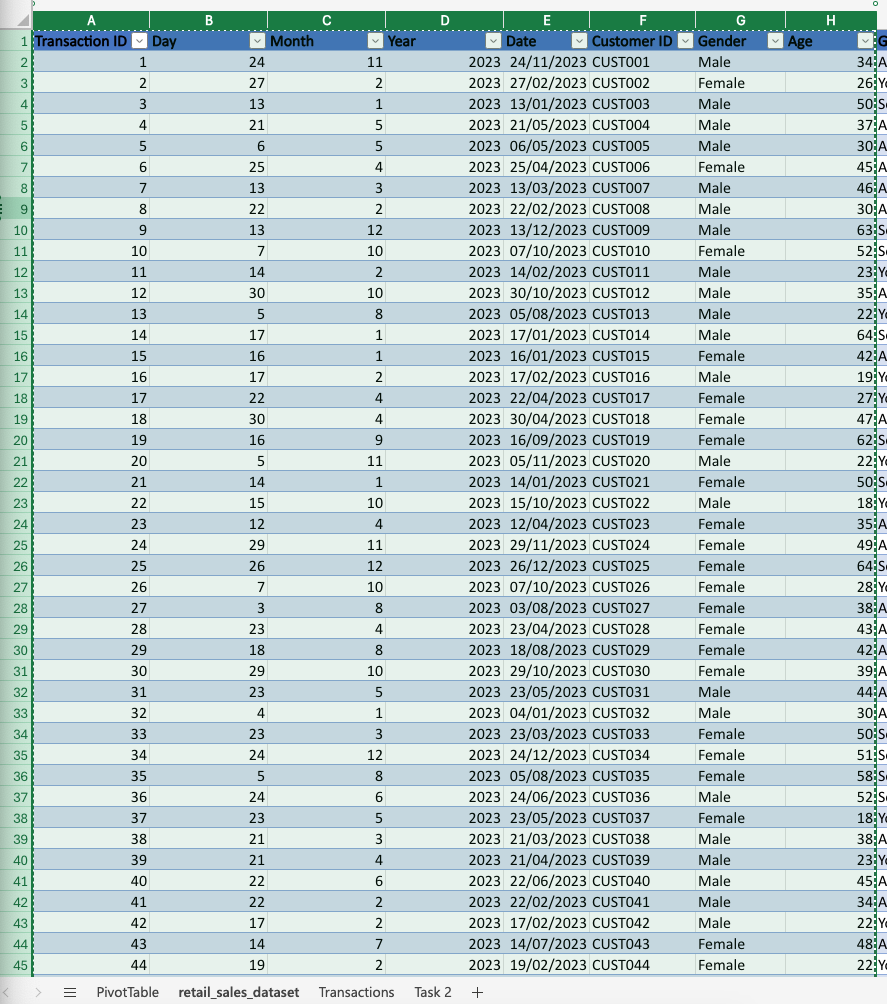 A B C D E F G H
1 Transaction ID Day Month Year Date Customer ID Gender Age G
2 1 24 11 2023 24/11/2023 CUST001 Male 34 A
3 2 27 2 2023 27/02/2023 CUST002 Female 26 Yo
4 3 13 1 2023 13/01/2023 CUST003 Male 50 Se
5 4 21 5 2023 21/05/2023 CUST004 Male 37 A
6 5 6 5 2023 06/05/2023 CUST005 Male 30 A
7 6 25 4 2023 25/04/2023 CUST006 Female 45 A
8 7 13 3 2023 13/03/2023 CUST007 Male 46 A
9 8 22 2 2023 22/02/2023 CUST008 Male 30 A
10 9 13 12 2023 13/12/2023 CUST009 Male 63 Se
11 10 7 10 2023 07/10/2023 CUST010 Female 52 Se
12 11 14 2 2023 14/02/2023 CUST011 Male 23 Yo
13 12 30 10 2023 30/10/2023 CUST012 Male 35 A
14 13 5 8 2023 05/08/2023 CUST013 Male 22 Yo
15 14 17 1 2023 17/01/2023 CUST014 Male 64 Se
16 15 16 1 2023 16/01/2023 CUST015 Female 42 A
17 16 17 2 2023 17/02/2023 CUST016 Male 19 Yo
18 17 22 4 2023 22/04/2023 CUST017 Female 27 Yo
19 18 30 4 2023 30/04/2023 CUST018 Female 47 A
20 19 16 9 2023 16/09/2023 CUST019 Female 62 Se
21 20 5 11 2023 05/11/2023 CUST020 Male 22 Yo
22 21 14 1 2023 14/01/2023 CUST021 Female 50 Se
23 22 15 10 2023 15/10/2023 CUST022 Male 18 Yo
24 23 12 4 2023 12/04/2023 CUST023 Female 35 A
25 24 29 11 2023 29/11/2023 CUST024 Female 49 A
26 25 26 12 2023 26/12/2023 CUST025 Female 64 Se
27 26 7 10 2023 07/10/2023 CUST026 Female 28 Yo
28 27 3 8 2023 03/08/2023 CUST027 Female 38 A
29 28 23 4 2023 23/04/2023 CUST028 Female 43 A
30 29 18 8 2023 18/08/2023 CUST029 Female 42 A
31 30 29 10 2023 29/10/2023 CUST030 Female 39 A
32 31 23 5 2023 23/05/2023 CUST031 Male 44 A
33 32 4 1 2023 04/01/2023 CUST032 Male 30 A
34 33 23 3 2023 23/03/2023 CUST033 Female 50 Se
35 34 24 12 2023 24/12/2023 CUST034 Female 51 Se
36 35 5 8 2023 05/08/2023 CUST035 Female 58 Se
37 36 24 6 2023 24/06/2023 CUST036 Male 52 Se
38 37 23 5 2023 23/05/2023 CUST037 Female 18 Yo
39 38 21 3 2023 21/03/2023 CUST038 Male 38 A
40 39 21 4 2023 21/04/2023 CUST039 Male 23 Yo
41 40 22 6 2023 22/06/2023 CUST040 Male 45 A
42 41 22 2 2023 22/02/2023 CUST041 Male 34 A
43 42 17 2 2023 17/02/2023 CUST042 Male 22 Yo
44 43 14 7 2023 14/07/2023 CUST043 Female 48 A
45 44 19 2 2023 19/02/2023 CUST044 Female 22 Yo
PivotTable retail_sales_dataset Transactions Task 2 +